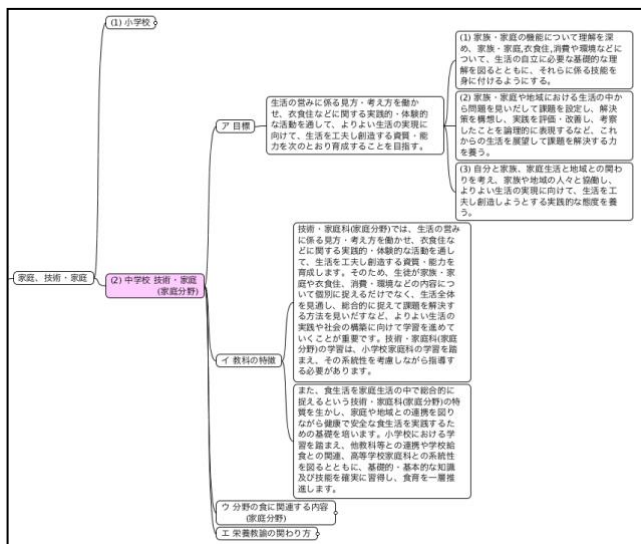 (1) 小学校
家庭、技術・家庭
(2) 中学校 技術・家庭
(家庭分野)
ア 目標
生活の営みに係る見方・考え方を働か
せ、衣食住などに関する実践的・体験的
な活動を通して、よりよい生活の実現に
向けて、生活を工夫し創造する資質・能
力を次のとおり育成することを目指す。
(1) 家族・家庭の機能について理解を深
め、家族・家庭,衣食住,消費や環境などに
ついて、生活の自立に必要な基礎的な理
解を図るとともに、それらに係る技能を
身に付けるようにする。
(2) 家族・家庭や地域における生活の中か
ら問題を見いだして課題を設定し、解決
策を構想し、実践を評価・改善し、考察
したことを論理的に表現するなど、これ
からの生活を展望して課題を解決する力
を養う。
(3) 自分と家族、家庭生活と地域との関わ
りを考え、家族や地域の人々と協働し、
よりよい生活の実現に向けて、生活を工
夫し創造しようとする実践的な態度を養
う。
イ 教科の特徴
技術・家庭科(家庭分野)では、生活の営み
に係る見方・考え方を働かせ、衣食住な
どに関する実践的・体験的な活動を通し
て、生活を工夫し創造する資質・能力を
育成します。そのため、生徒が家族・家
庭や衣食住、消費・環境などの内容につい
て個別に捉えるだけでなく、生活全体
を見通し、総合的に捉えて課題を解決す
る方法を見いだすなど、よりよい生活の
実践や社会の構築に向けて学習を進めて
いくことが重要です。技術・家庭科(家庭
分野)の学習は、小学校家庭科の学習を踏
まえ、その系統性を考慮しながら指導す
る必要があります。
また、食生活を家庭生活の中で総合的に
捉えるという技術・家庭科(家庭分野)の特
質を生かし、家庭や地域との連携を図り
ながら健康で安全な食生活を実践するた
めの基礎を培います。小学校における学
習を踏まえ、他教科等との連携や学校給
食との関連、高等学校家庭科との系統性
を図るとともに、基礎的・基本的な知識
及び技能を確実に習得し、食育を一層推
進します。
ウ 分野の食に関連する内容
(家庭分野)
エ 栄養教諭の関わり方